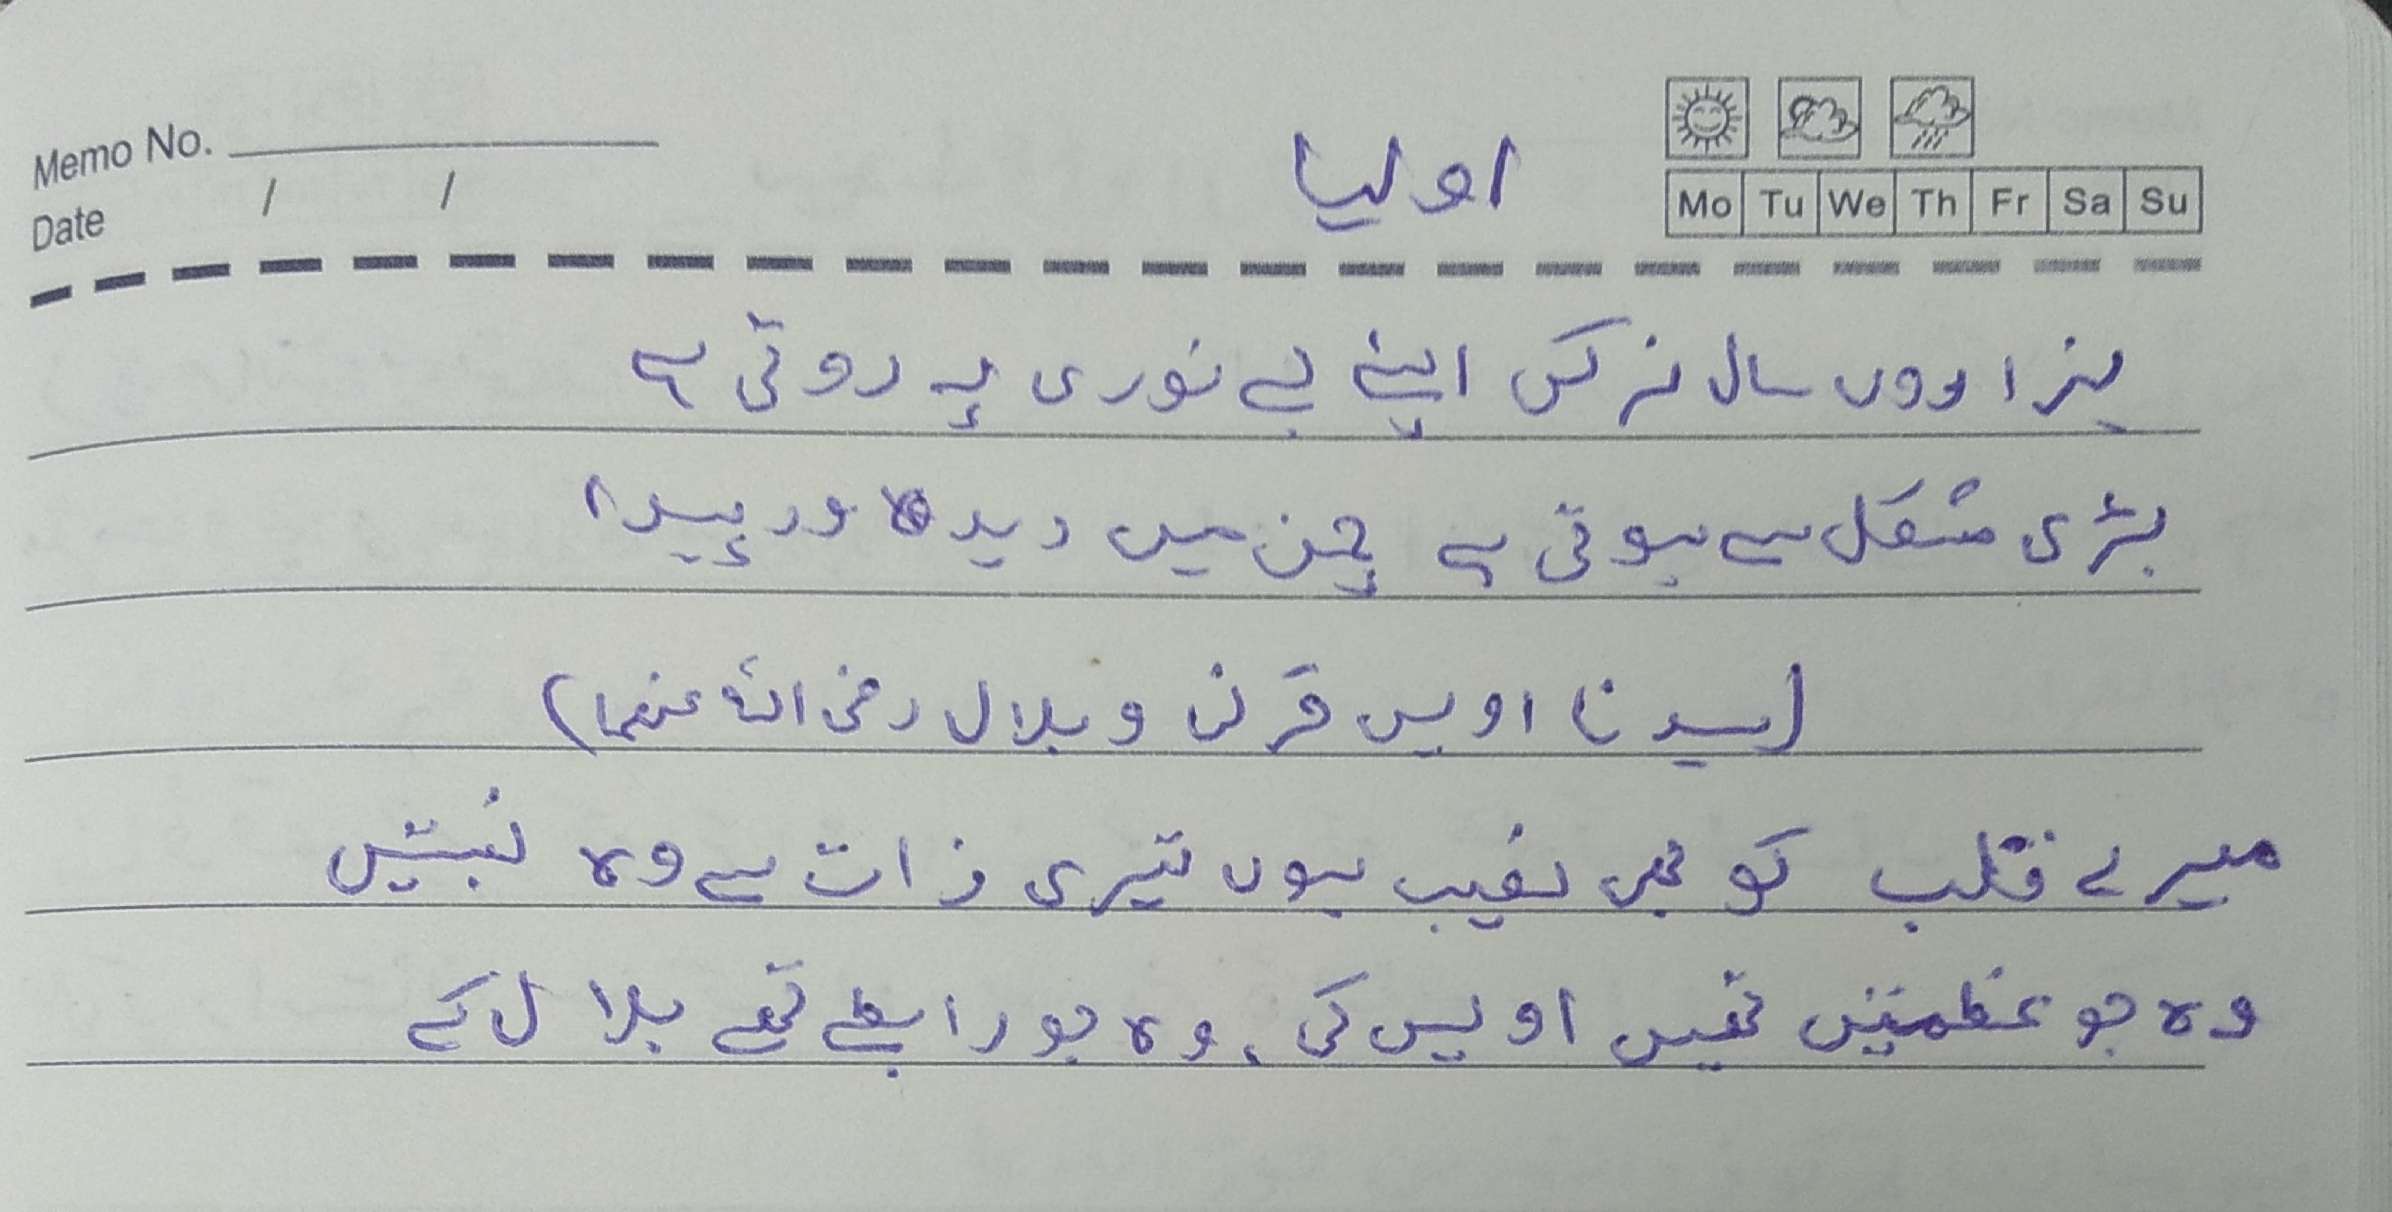 Memo No.
Date / /
اولیا
Mo Tu We Th Fr Sa Su
ہزاروں سال نرگس اپنے بے نوری پہ روتی ہے
بڑی مشکل سے ہوتی ہے چمن میں دیدہ ور پیدا
(سیدنا اویس قرنی و بلال رضی اللہ عنھما)
میرے قلب کو بھی نصیب ہوں تیری ذات سے وہ نسبتیں
وہ جو عظمتیں تھیں اویس کی، وہ جو رابطے تھے بلال کے